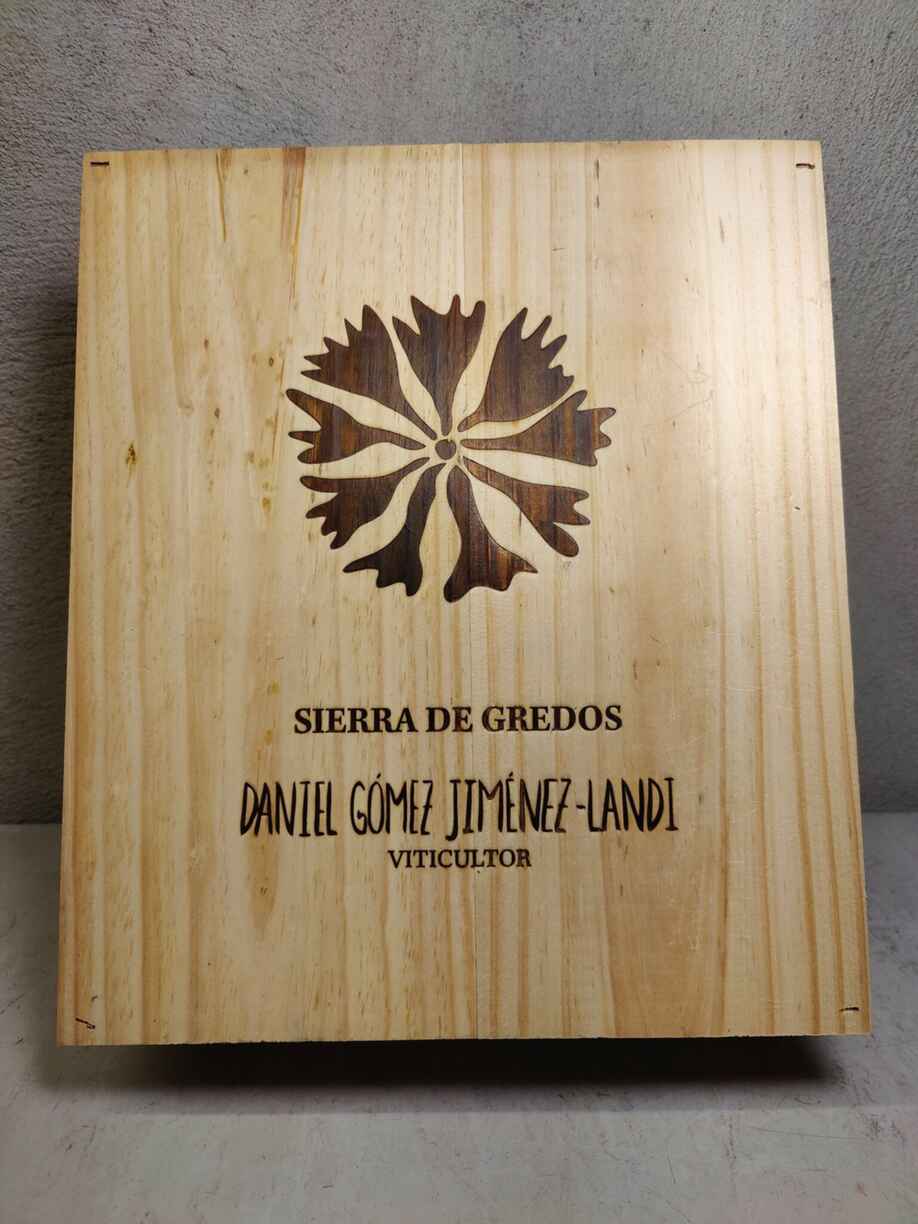 SIERRA DE GREDOS
DANIEL GÓMEZ JIMÉNEZ-LANDI
VITICULTOR